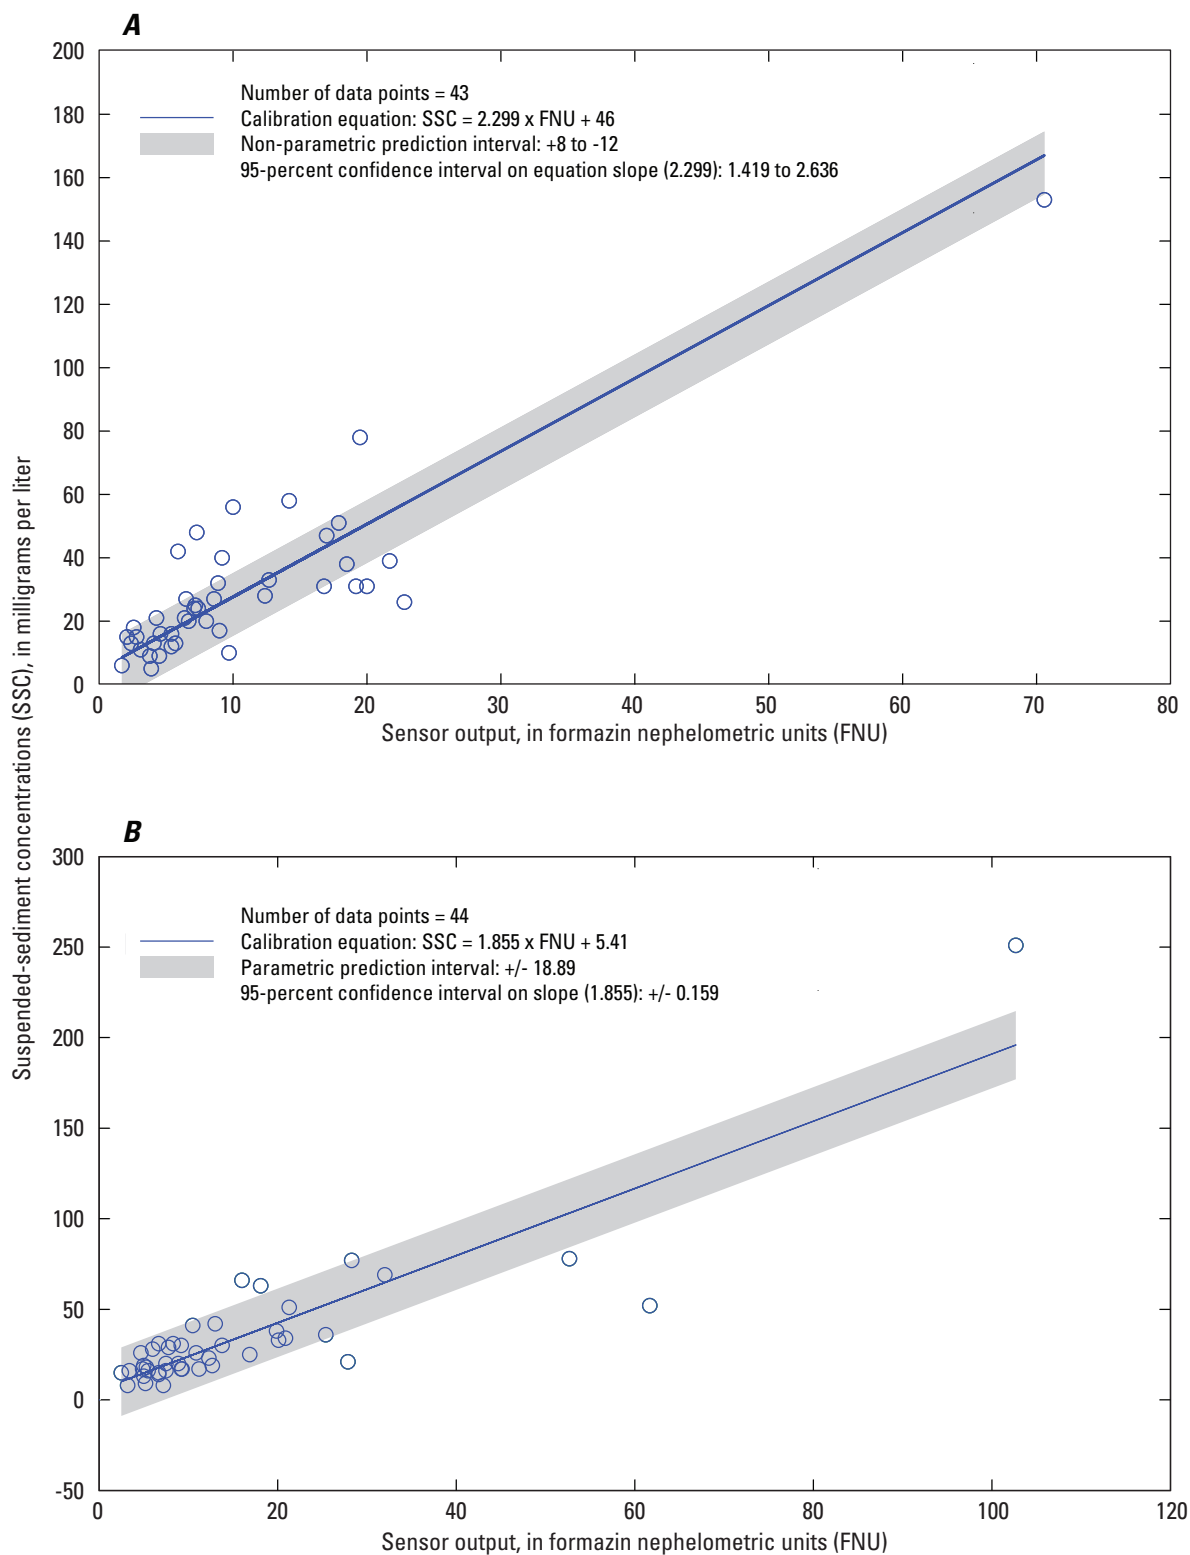 A
200
180
160
140
120
100
80
60
40
20
0
Number of data points = 43
Calibration equation: SSC = 2.299 x FNU + 46
Non-parametric prediction interval: +8 to -12
95-percent confidence interval on equation slope (2.299): 1.419 to 2.636
0 10 20 30 40 50 60 70 80
Sensor output, in formazin nephelometric units (FNU)
Suspended-sediment concentrations (SSC), in milligrams per liter
B
300
250
200
150
100
50
0
-50
Number of data points = 44
Calibration equation: SSC = 1.855 x FNU + 5.41
Parametric prediction interval: +/- 18.89
95-percent confidence interval on slope (1.855): +/- 0.159
0 20 40 60 80 100 120
Sensor output, in formazin nephelometric units (FNU)